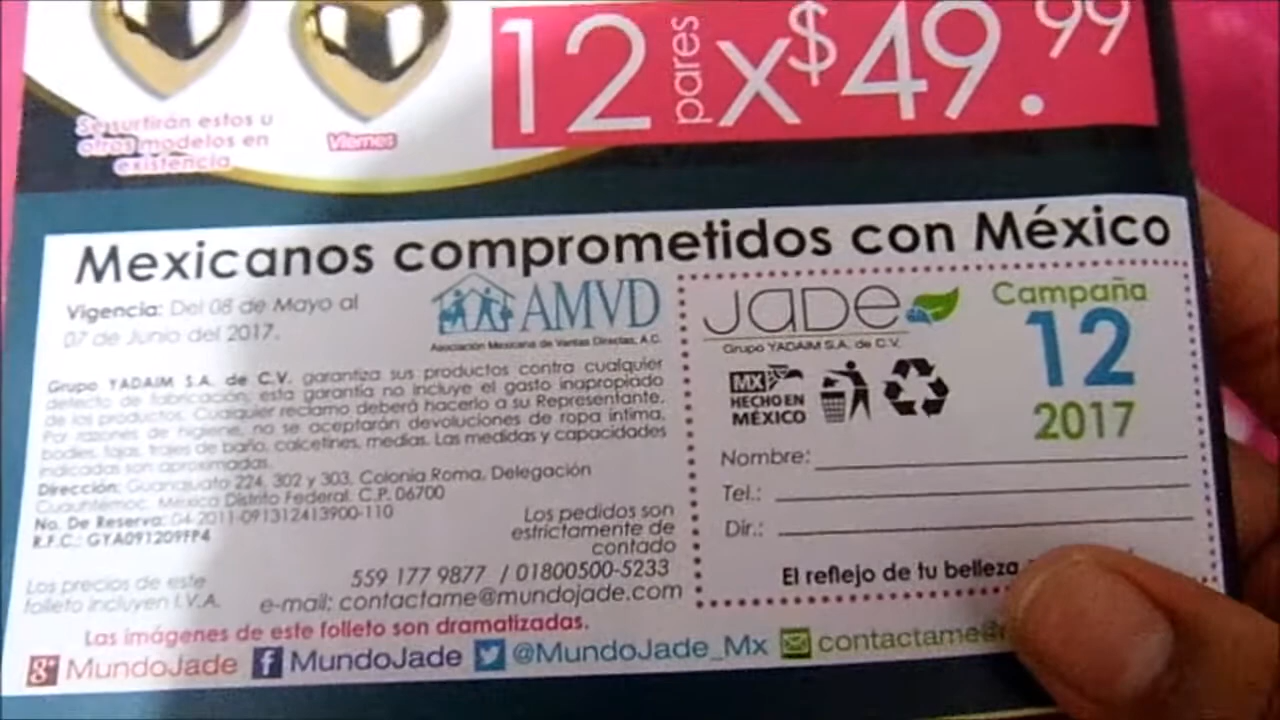 12 pares x $49.99
Se surtirán estos u
otros modelos en
existencia
Viernes
Mexicanos comprometidos con México
Vigencia: Del 08 de Mayo al
07 de Junio del 2017.
AMVD
Asociación Mexicana de Ventas Directas, A.C.
Grupo YADAIM S.A. de C.V. garantiza sus productos contra cualquier
defecto de fabricación; esta garantía no incluye el gasto inapropiado
de los productos. Cualquier reclamo deberá hacerlo a su Representante.
Por razones de higiene, no se aceptarán devoluciones de ropa íntima,
bodies, fajas, trajes de baño, calcetines, medias. Las medidas y capacidades
indicadas son aproximadas.
Dirección: Guanajuato 224, 302 y 303, Colonia Roma, Delegación
Cuauhtémoc, México Distrito Federal. C.P. 06700
No. De Reserva: 04-2011-091312413900-110
R.F.C.: GYA091209FP4
Los pedidos son
estrictamente de
contado
Los precios de este
folleto incluyen I.V.A.
559 177 9877 / 01800500-5233
e-mail: contactame@mundojade.com
Las imágenes de este folleto son dramatizadas.
g+ MundoJade f MundoJade @MundoJade_Mx contactame@
JaDe
Grupo YADAIM S.A. de C.V.
Campaña
12
2017
MX
HECHO EN
MÉXICO
Nombre:
Tel.:
Dir.:
El reflejo de tu belleza